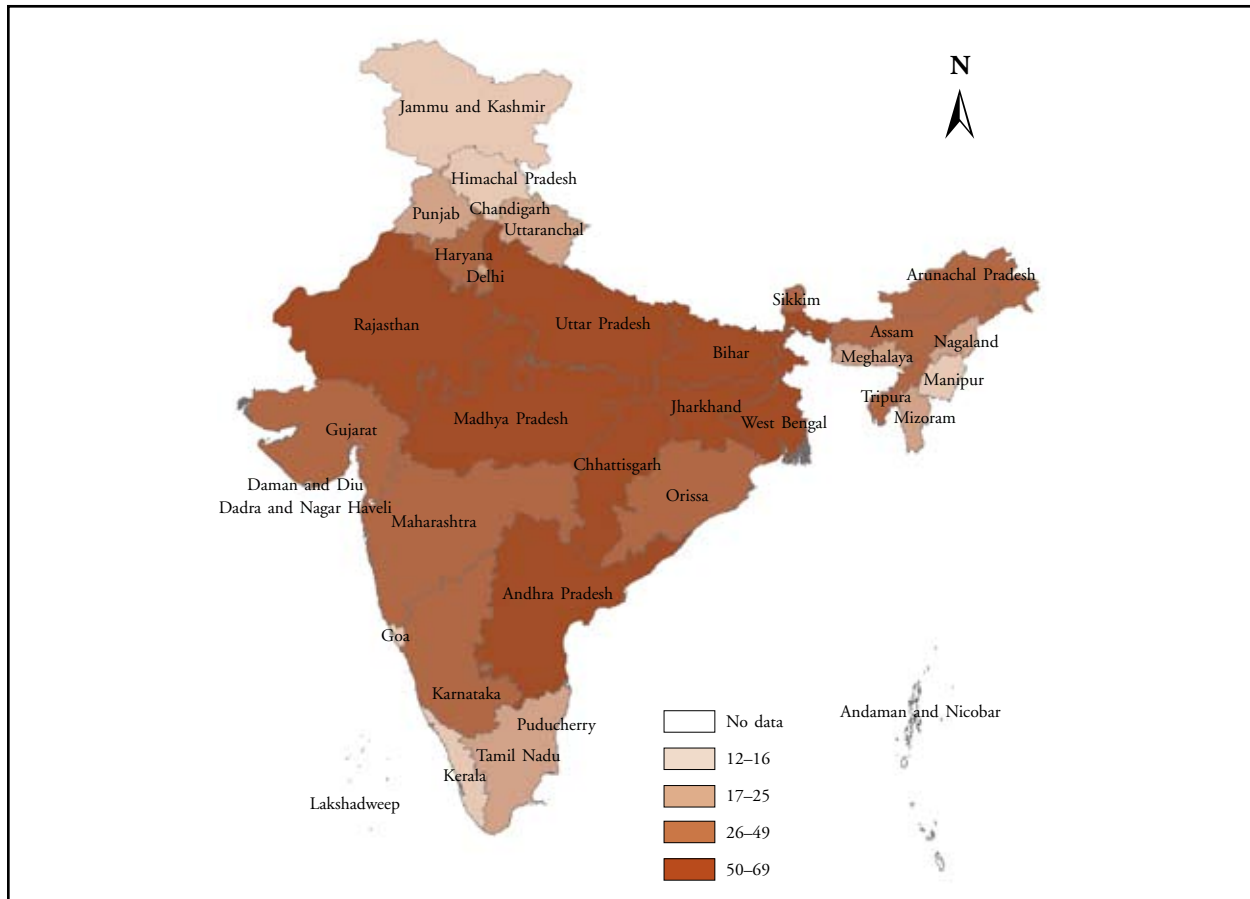 N
Jammu and Kashmir
Himachal Pradesh
Chandigarh
Punjab
Uttaranchal
Haryana
Delhi
Arunachal Pradesh
Sikkim
Rajasthan
Uttar Pradesh
Assam
Nagaland
Bihar
Meghalaya
Manipur
Tripura
Jharkhand
Madhya Pradesh
West Bengal
Mizoram
Gujarat
Chhattisgarh
Daman and Diu
Orissa
Dadra and Nagar Haveli
Maharashtra
Andhra Pradesh
Goa
Karnataka
Andaman and Nicobar
Puducherry
Tamil Nadu
Kerala
Lakshadweep
No data
12–16
17–25
26–49
50–69